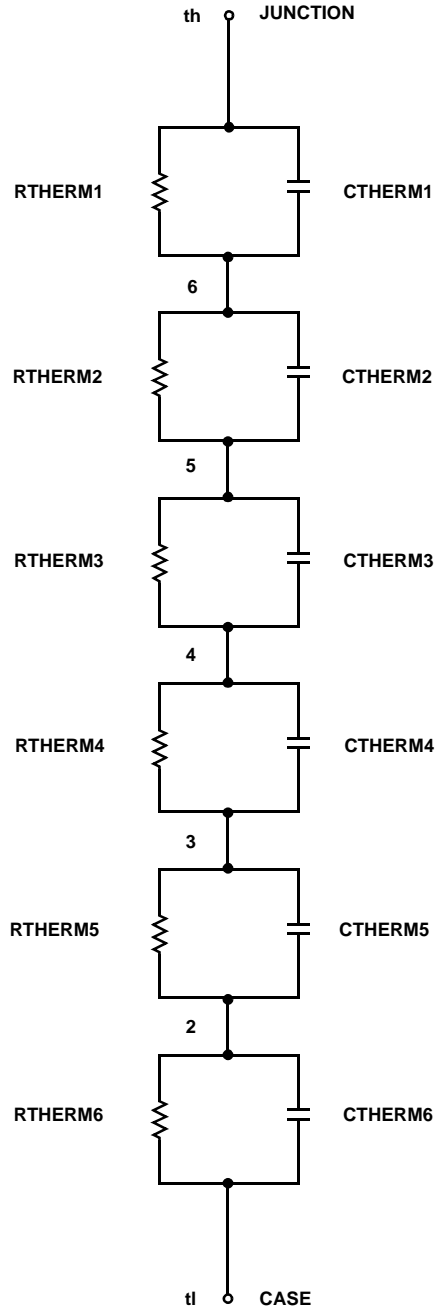 th JUNCTION
RTHERM1 CTHERM1
6
RTHERM2 CTHERM2
5
RTHERM3 CTHERM3
4
RTHERM4 CTHERM4
3
RTHERM5 CTHERM5
2
RTHERM6 CTHERM6
tl CASE